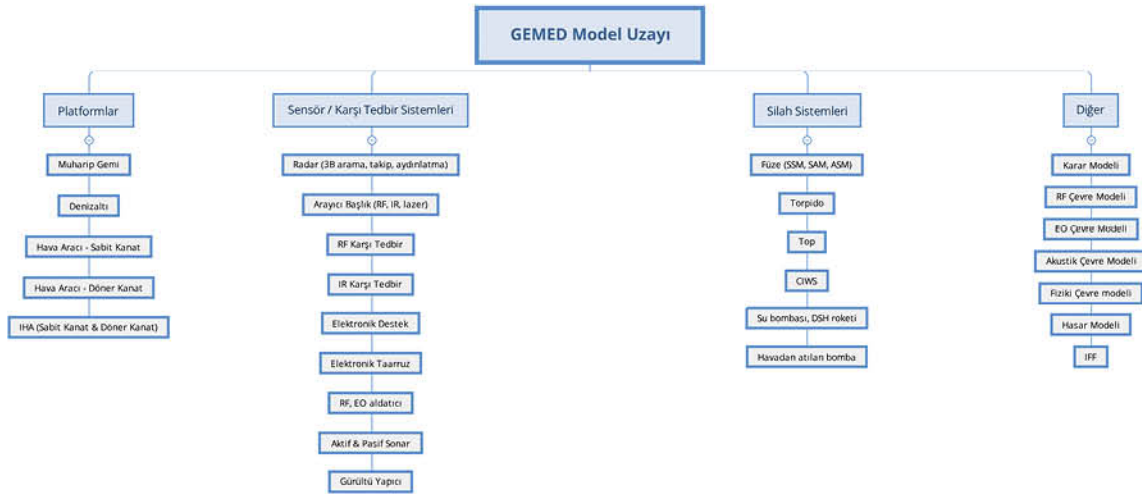 GEMED Model Uzayı
Platformlar
Muharip Gemi
Denizaltı
Hava Aracı - Sabit Kanat
Hava Aracı - Döner Kanat
IHA (Sabit Kanat & Döner Kanat)
Sensör / Karşı Tedbir Sistemleri
Radar (3B arama, takip, aydınlatma)
Arayıcı Başlık (RF, IR, lazer)
RF Karşı Tedbir
IR Karşı Tedbir
Elektronik Destek
Elektronik Taarruz
RF, EO aldatıcı
Aktif & Pasif Sonar
Gürültü Yapıcı
Silah Sistemleri
Füze (SSM, SAM, ASM)
Torpido
Top
CIWS
Su bombası, DSH roketi
Havadan atılan bomba
Diğer
Karar Modeli
RF Çevre Modeli
EO Çevre Modeli
Akustik Çevre Modeli
Fiziki Çevre modeli
Hasar Modeli
IFF